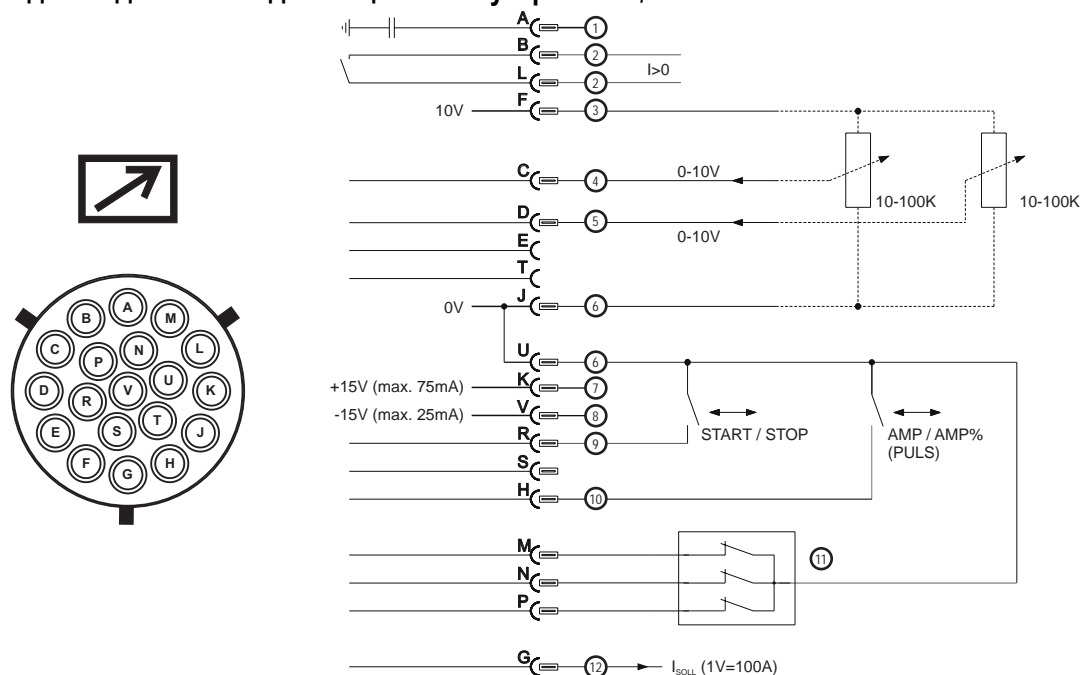 A 1
B 2
I>0
L 2
10V F 3
C 4 0-10V
10-100K 10-100K
D 5
0-10V
E
T
0V J 6
U 6
+15V (max. 75mA) K 7
-15V (max. 25mA) V 8
START / STOP AMP / AMP%
R 9
(PULS)
S
H 10
M
11
N
P
G 12 I SOLL (1V=100A)
A
B M
N
C L
P
U
D V K
R
T
E S J
F H
G